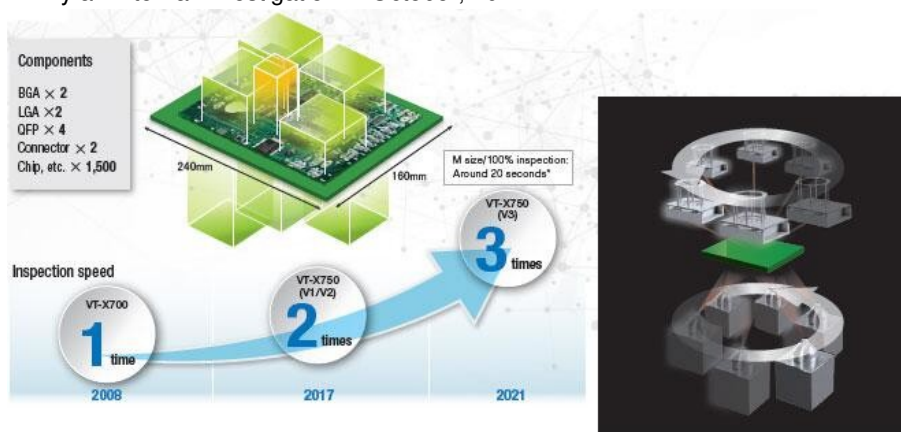 Components
BGA × 2
LGA ×2
QFP × 4
Connector × 2
Chip, etc. × 1,500
240mm
160mm
M size/100% inspection:
Around 20 seconds*
VT-X750
(V3)
3 times
Inspection speed
VT-X750
(V1/V2)
2 times
VT-X700
1 time
2008
2017
2021